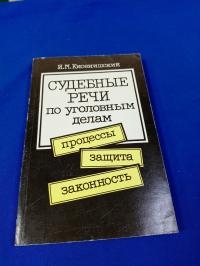 И.М. Кисенишский
СУДЕБНЫЕ
РЕЧИ
ПО УГОЛОВНЫМ
ДЕЛАМ
процессы
защита
законность